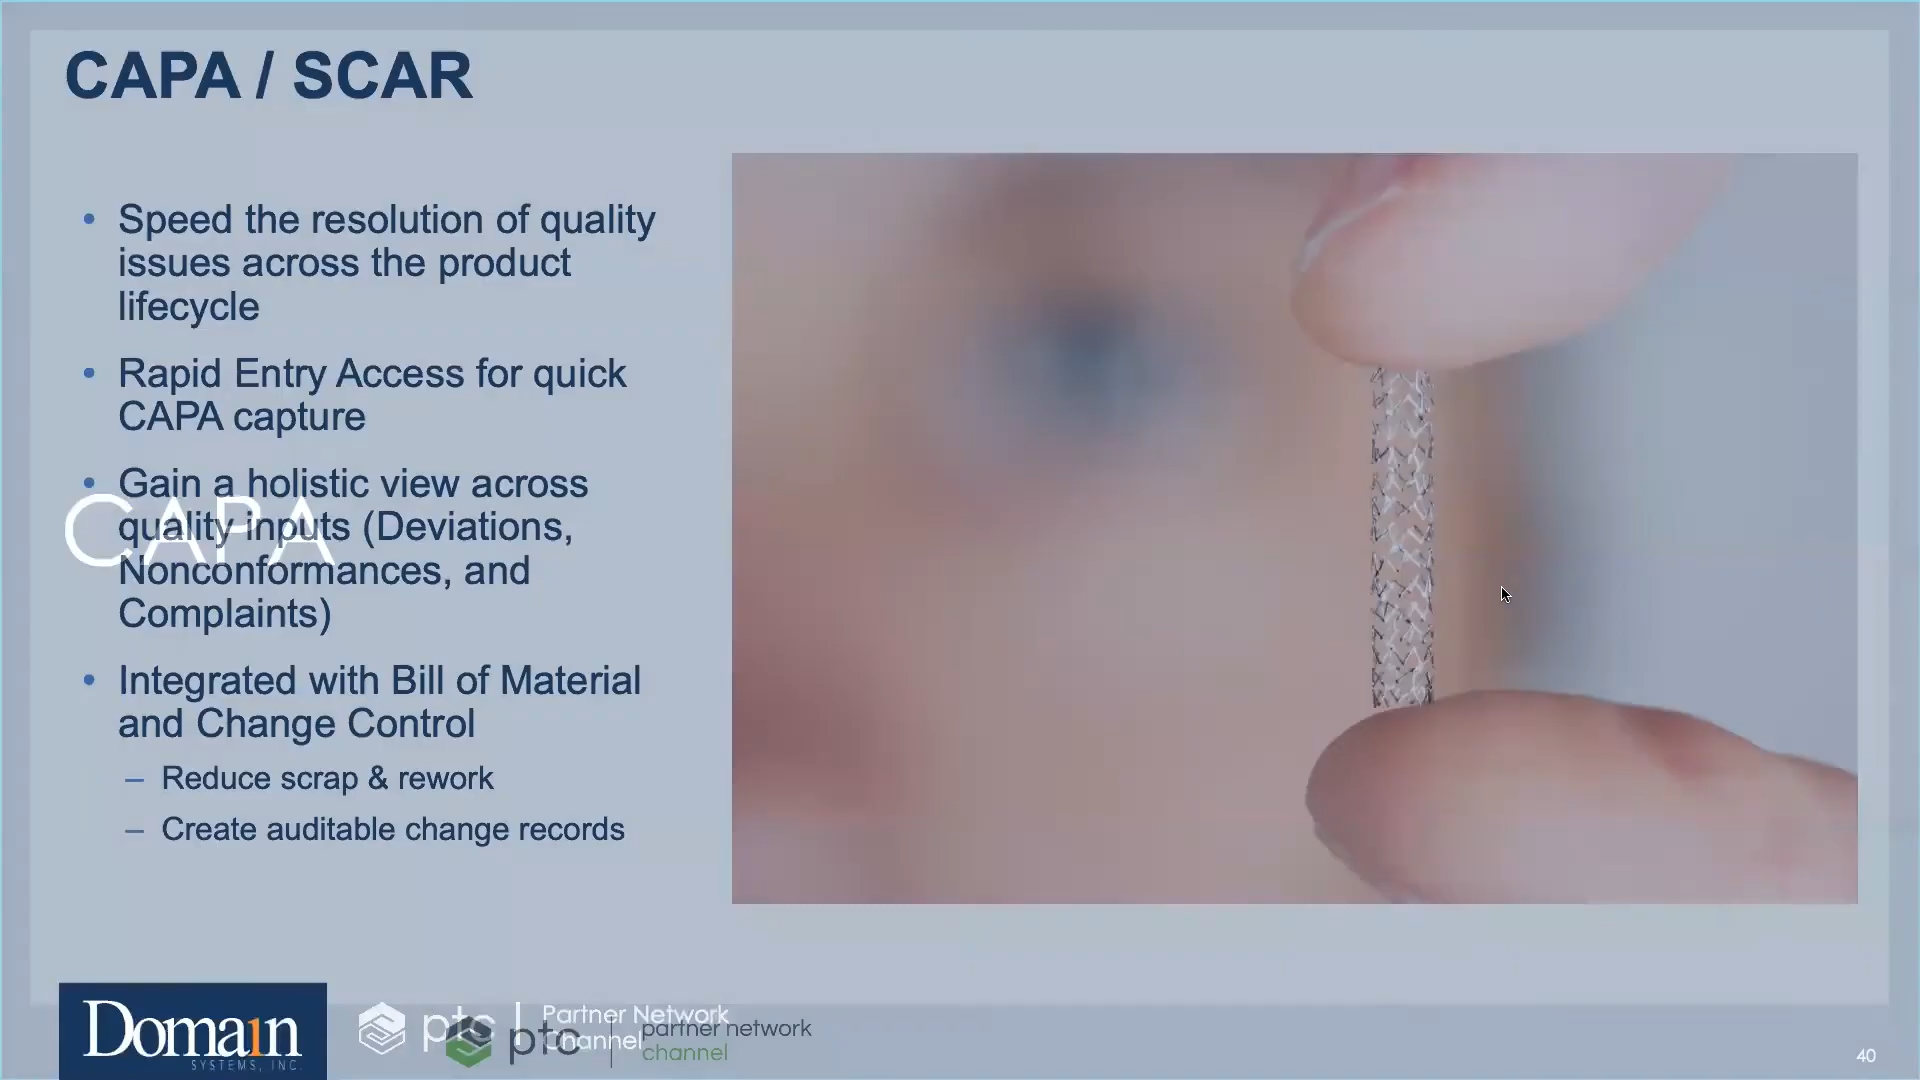 CAPA / SCAR
• Speed the resolution of quality
issues across the product
lifecycle
• Rapid Entry Access for quick
CAPA capture
• Gain a holistic view across
quality inputs (Deviations,
Nonconformances, and
Complaints)
CAPA
• Integrated with Bill of Material
and Change Control
– Reduce scrap & rework
– Create auditable change records
Domain
SYSTEMS, INC.
ptc
Partner Network
Channel
ptc
partner network
channel
40